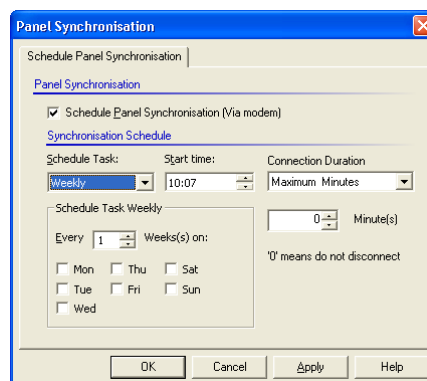 Panel Synchronisation
Schedule Panel Synchronisation
Panel Synchronisation
Schedule Panel Synchronisation (Via modem)
Synchronisation Schedule
Schedule Task: Start time: Connection Duration
Weekly 10:07 Maximum Minutes
Schedule Task Weekly
0 Minute(s)
Every 1 Weeks(s) on:
'0' means do not disconnect
Mon Thu Sat
Tue Fri Sun
Wed
OK Cancel Apply Help